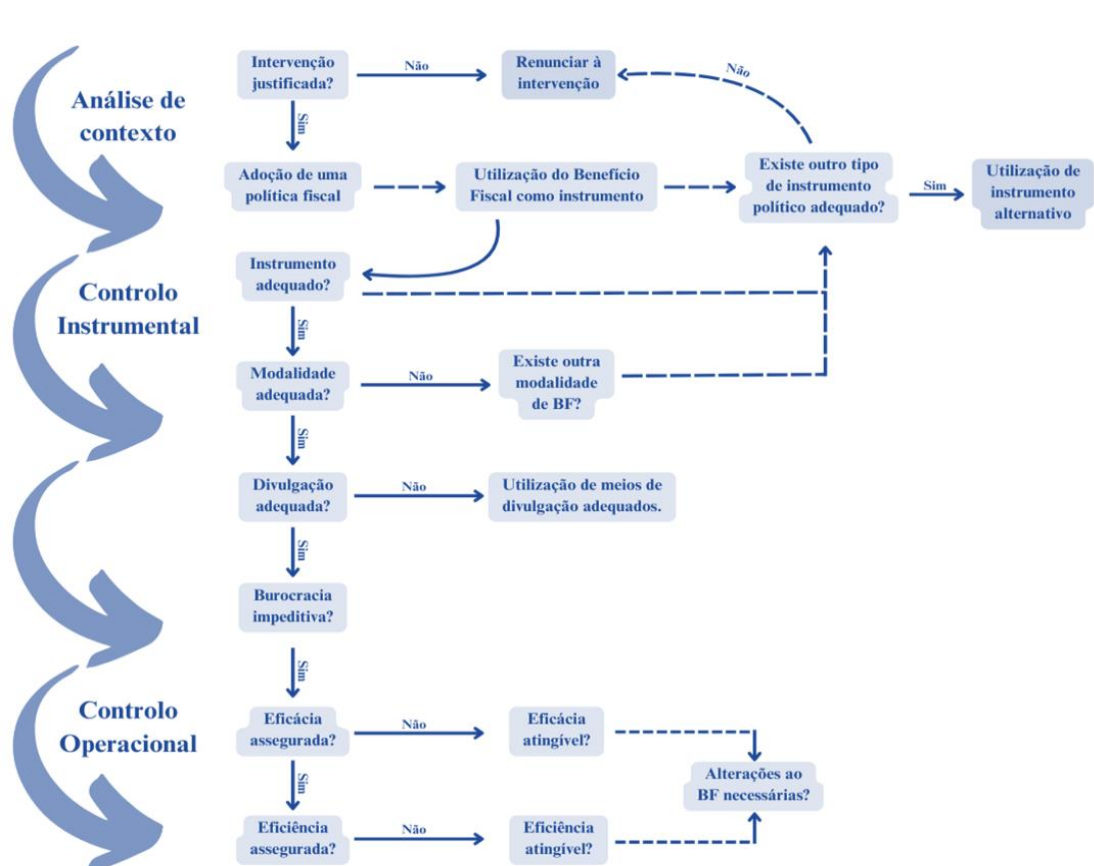 Intervenção
justificada?
Não
Renunciar à
intervenção
Não
Análise de
contexto
Sim
Adoção de uma
política fiscal
Utilização do Benefício
Fiscal como instrumento
Existe outro tipo
de instrumento
político adequado?
Sim
Utilização de
instrumento
alternativo
Instrumento
adequado?
Controlo
Instrumental
Sim
Modalidade
adequada?
Não
Existe outra
modalidade
de BF?
Sim
Divulgação
adequada?
Não
Utilização de meios de
divulgação adequados.
Sim
Burocracia
impeditiva?
Sim
Controlo
Operacional
Eficácia
assegurada?
Não
Eficácia
atingível?
Alterações ao
BF necessárias?
Sim
Eficiência
assegurada?
Não
Eficiência
atingível?